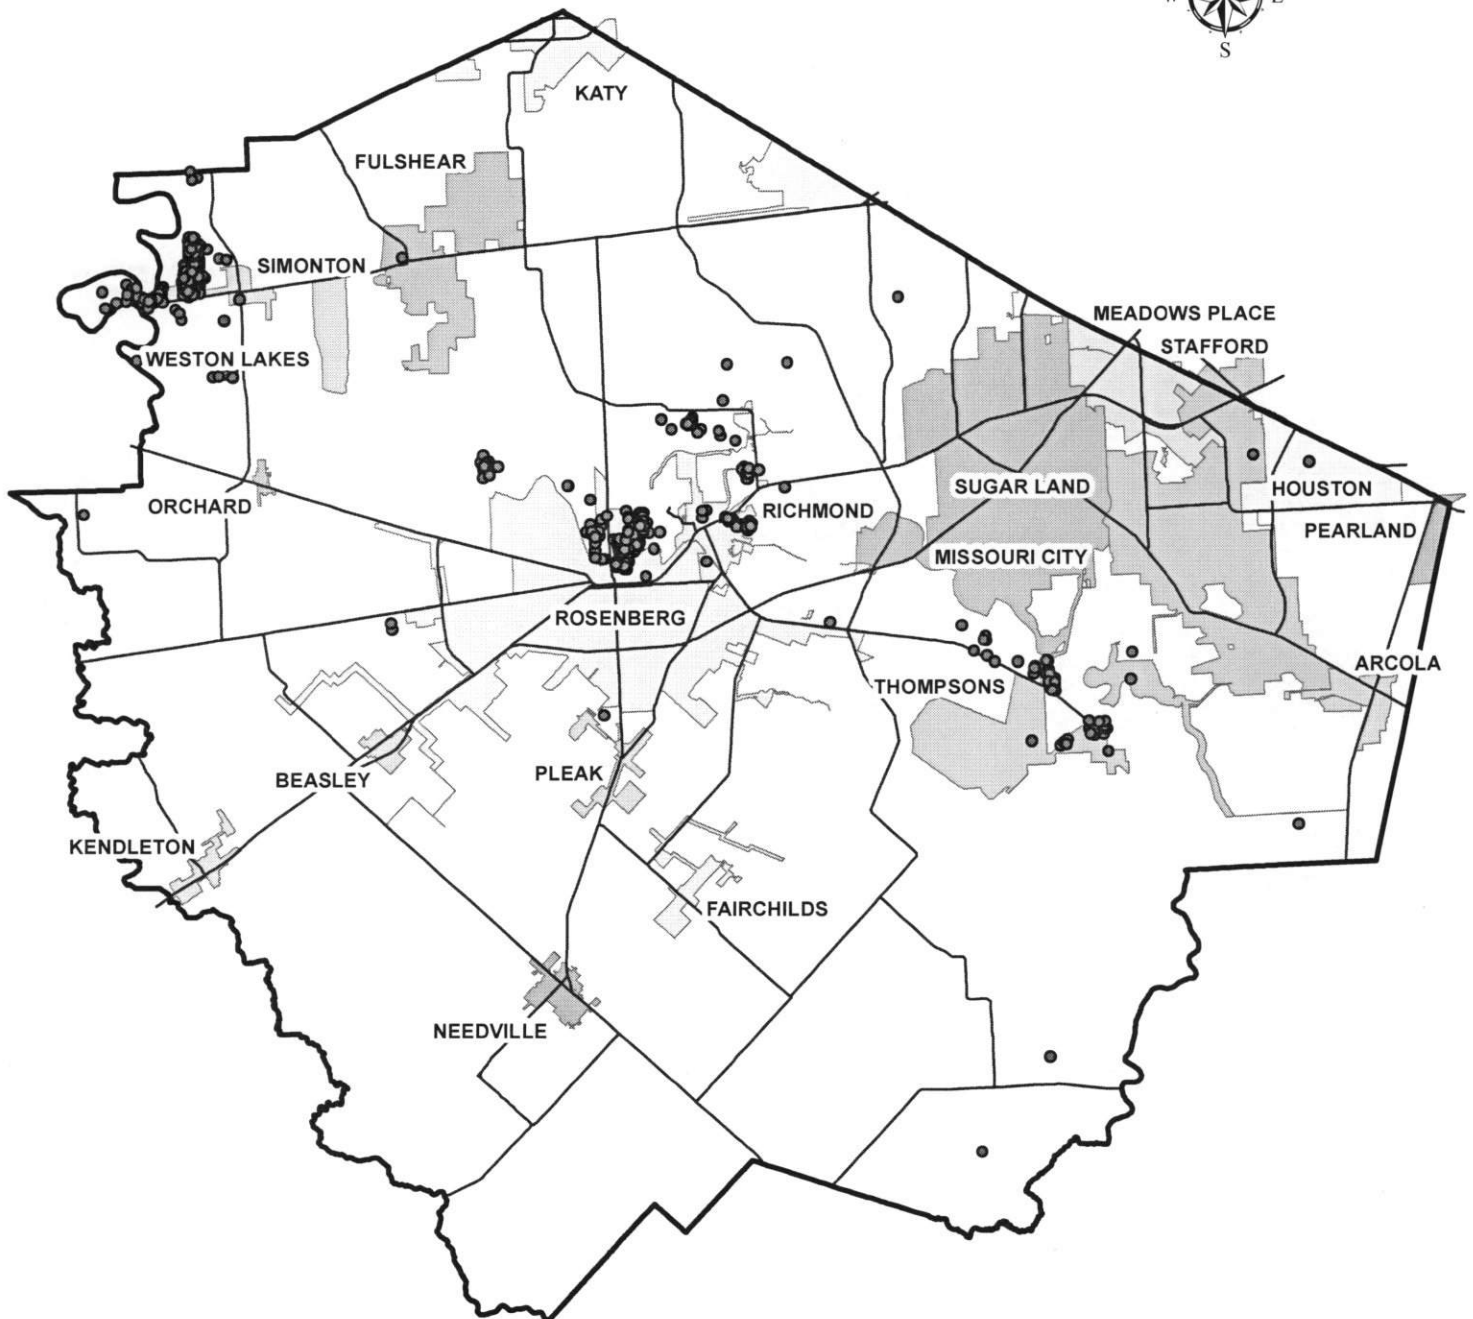 S
KATY
FULSHEAR
SIMONTON
MEADOWS PLACE
STAFFORD
WESTON LAKES
SUGAR LAND
HOUSTON
ORCHARD
RICHMOND
PEARLAND
MISSOURI CITY
ROSENBERG
ARCOLA
THOMPSONS
BEASLEY
PLEAK
KENDLETON
FAIRCHILDS
NEEDVILLE